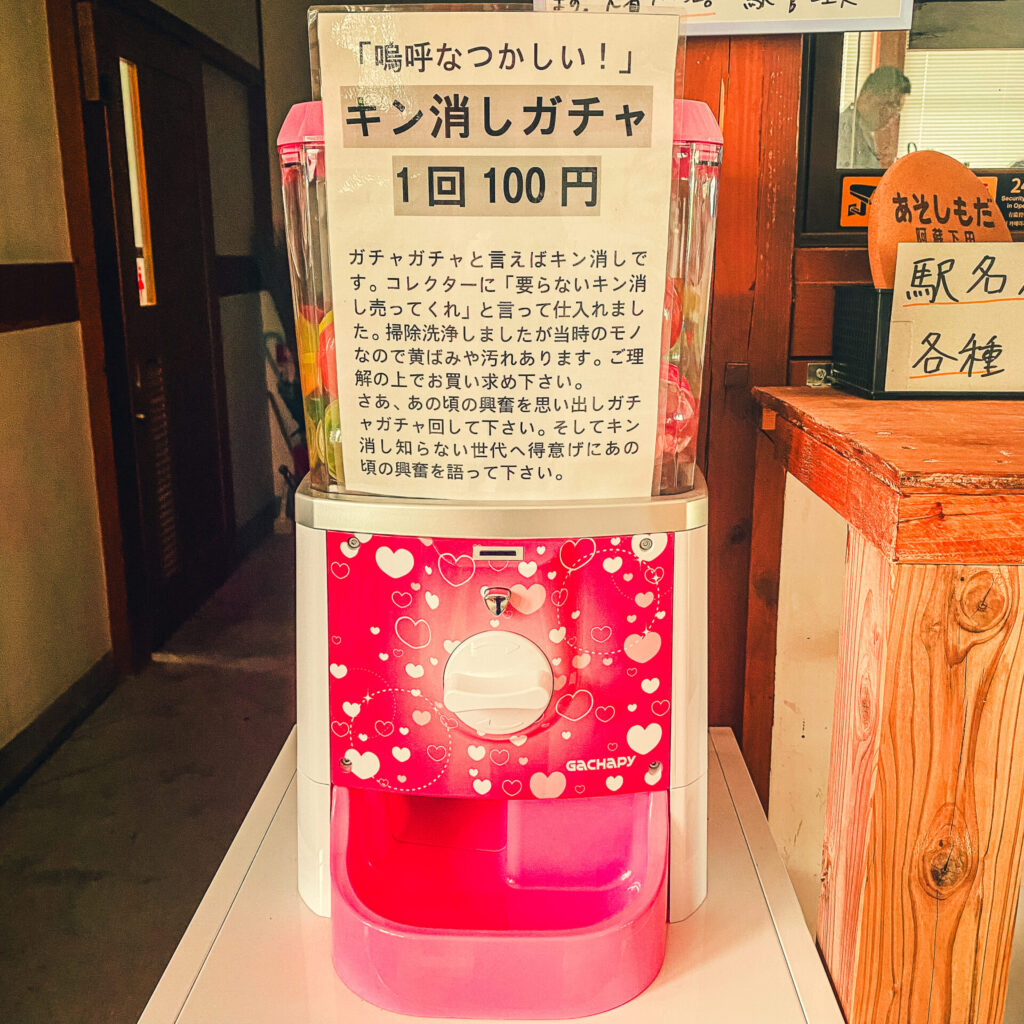 「嗚呼なつかしい！」
キン消しガチャ
1回100円
ガチャガチャと言えばキン消しで
す。コレクターに「要らないキン消
し売ってくれ」と言って仕入れまし
た。掃除洗浄しましたが当時のモノ
なので黄ばみや汚れあります。ご理
解の上でお買い求め下さい。
さあ、あの頃の興奮を思い出しガチ
ャガチャ回して下さい。そしてキン
消し知らない世代へ得意げにあの
頃の興奮を語って下さい。
GACHAPY
あそしもだ
阿蘇下田
駅名
各種
24
Security
in Ope